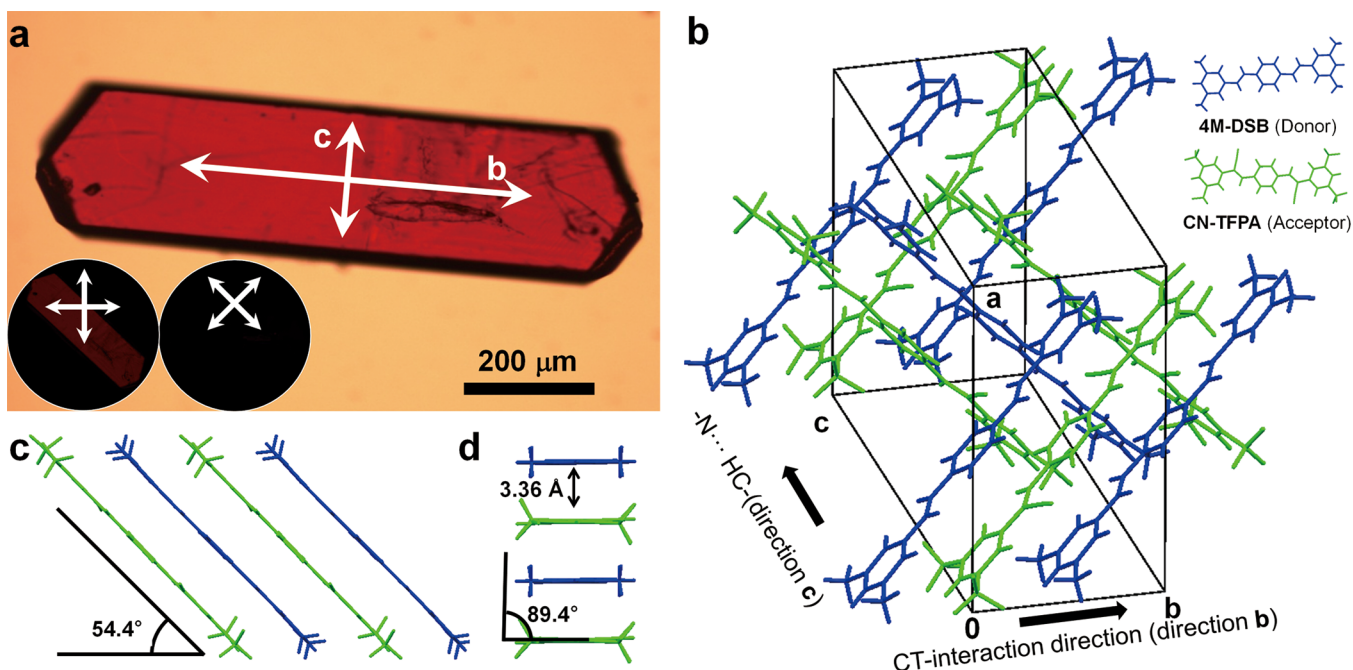 a
c
b
200 μm
b
4M-DSB (Donor)
CN-TFPA (Acceptor)
a
c
-N··· HC-(direction c)
0
b
CT-interaction direction (direction b)
c
54.4°
d
3.36 Å
89.4°